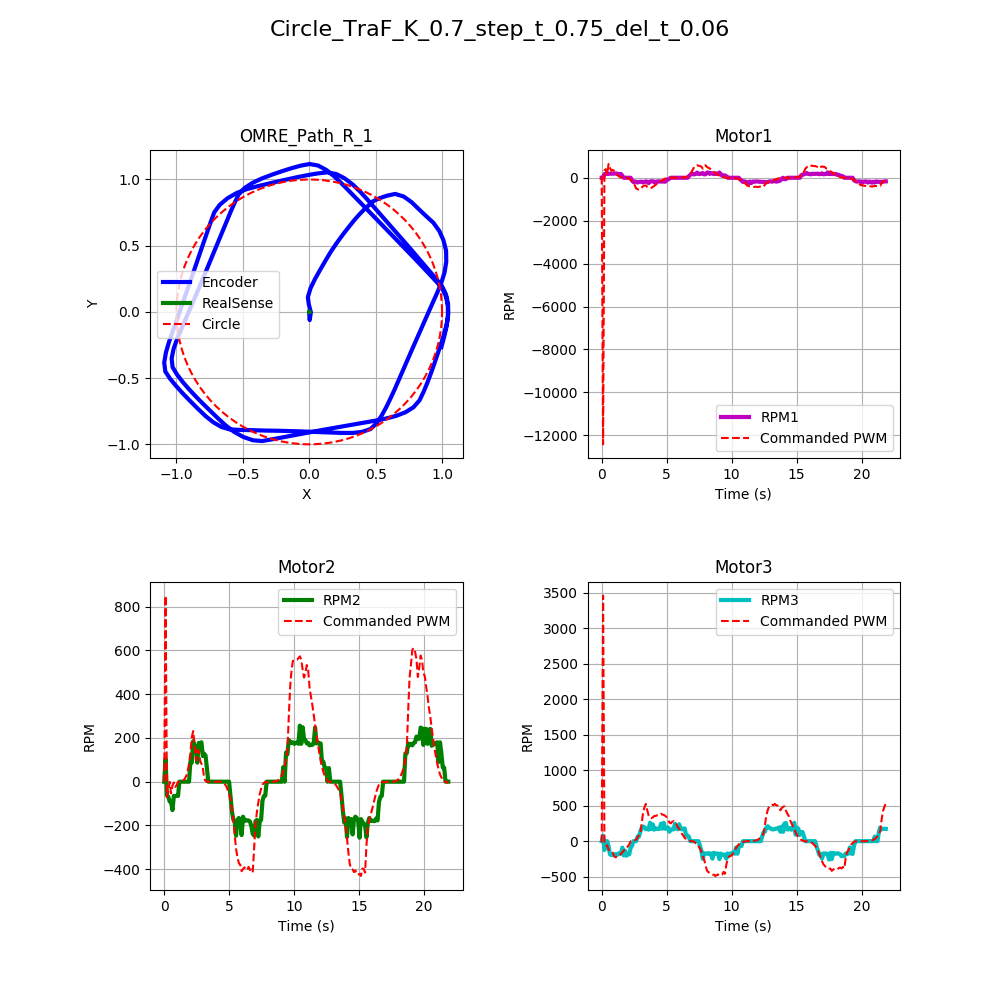 Circle_TraF_K_0.7_step_t_0.75_del_t_0.06
OMRE_Path_R_1
1.0
0.5
0.0
−0.5
−1.0
Y
Encoder
RealSense
Circle
−1.0 −0.5 0.0 0.5 1.0
X
Motor1
0
−2000
−4000
−6000
−8000
−10000
−12000
RPM
RPM1
Commanded PWM
0 5 10 15 20
Time (s)
Motor2
800
600
400
200
0
−200
−400
RPM
RPM2
Commanded PWM
0 5 10 15 20
Time (s)
Motor3
3500
3000
2500
2000
1500
1000
500
0
−500
RPM
RPM3
Commanded PWM
0 5 10 15 20
Time (s)